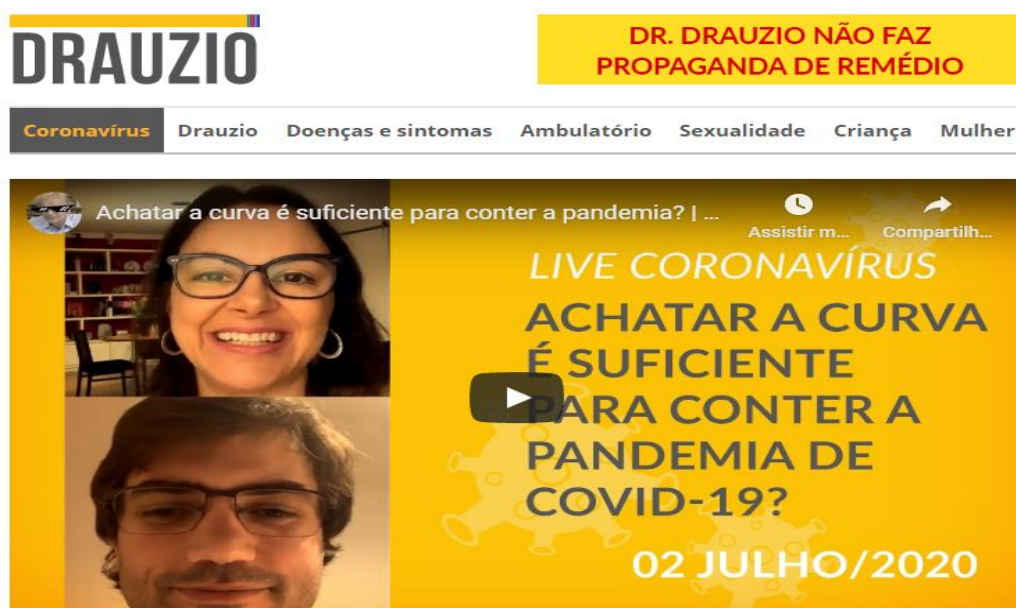 DRAUZIO
DR. DRAUZIO NÃO FAZ
PROPAGANDA DE REMÉDIO
Coronavírus Drauzio Doenças e sintomas Ambulatório Sexualidade Criança Mulher
Achatar a curva é suficiente para conter a pandemia? | ...
Assistir m... Compartilh...
LIVE CORONAVÍRUS
ACHATAR A CURVA
É SUFICIENTE
PARA CONTER A
PANDEMIA DE
COVID-19?
02 JULHO/2020